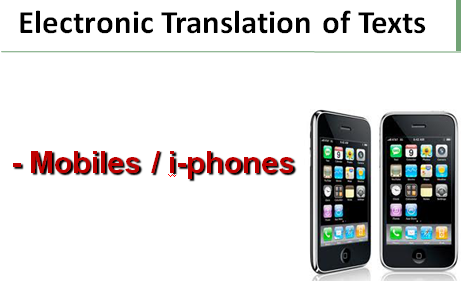 Electronic Translation of Texts
- Mobiles / i-phones